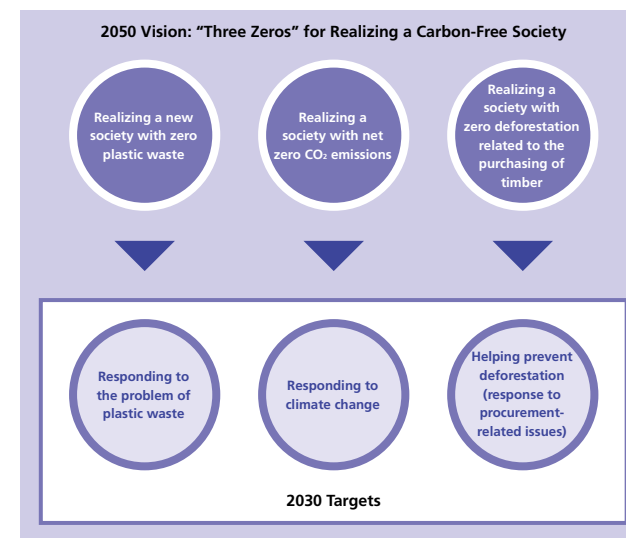 2050 Vision: “Three Zeros” for Realizing a Carbon-Free Society
Realizing a new
society with zero
plastic waste
Realizing a
society with net
zero CO₂ emissions
Realizing a
society with
zero deforestation
related to the
purchasing of
timber
Responding to
the problem of
plastic waste
Responding to
climate change
Helping prevent
deforestation
(response to
procurement-
related issues)
2030 Targets